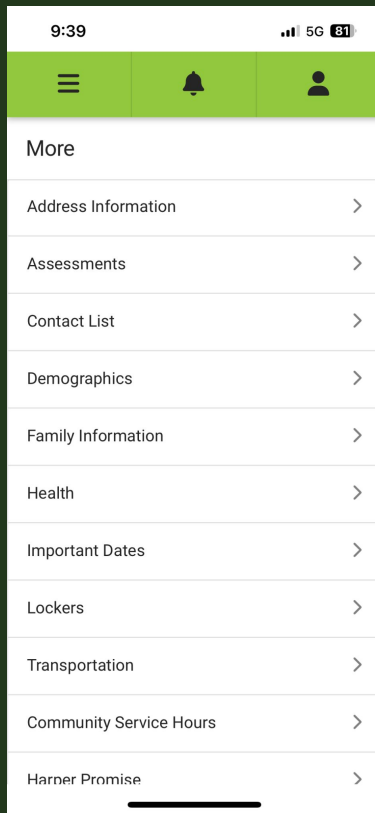 9:39
5G 81
More
Address Information
Assessments
Contact List
Demographics
Family Information
Health
Important Dates
Lockers
Transportation
Community Service Hours
Harper Promise